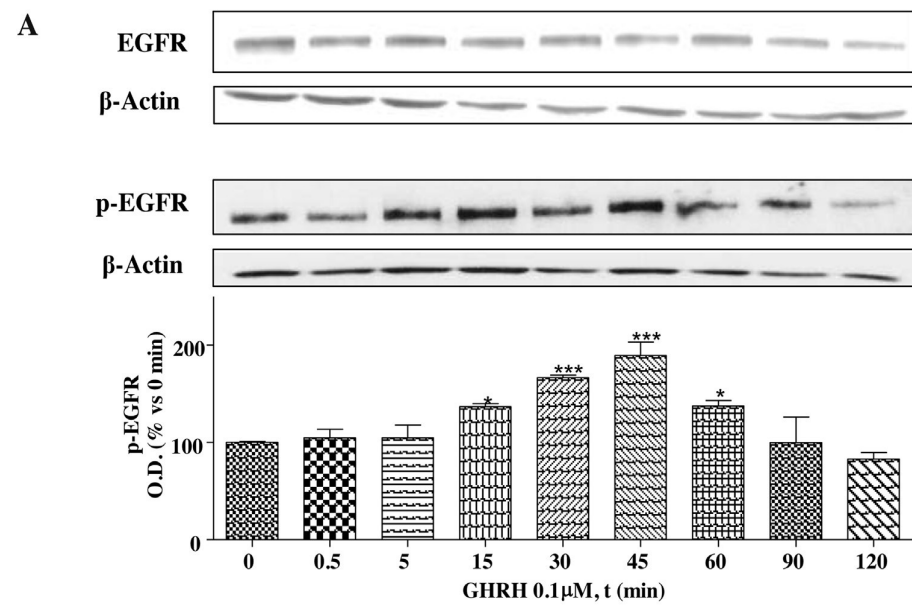 A
EGFR
β-Actin
p-EGFR
β-Actin
p-EGFR
O.D. (% vs 0 min)
200
100
0
*
***
***
*
0 0.5 5 15 30 45 60 90 120
GHRH 0.1μM, t (min)